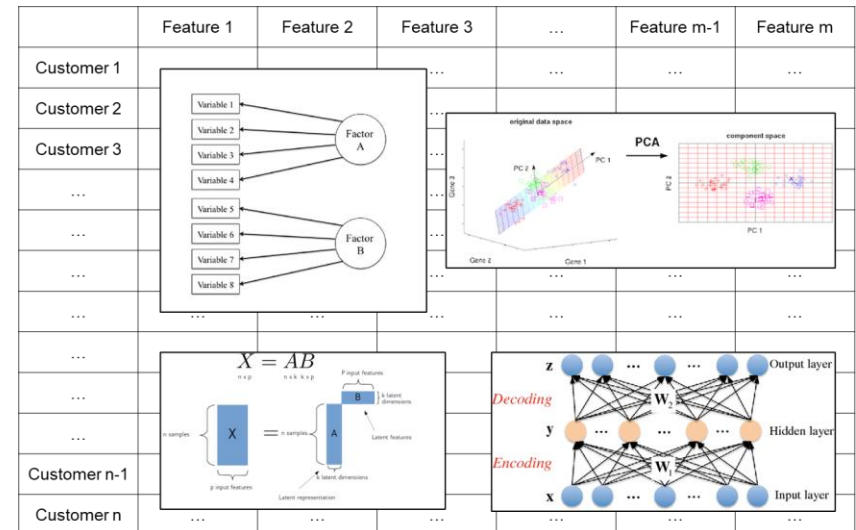 Feature 1 Feature 2 Feature 3 ... Feature m-1 Feature m
Customer 1 ... ... ...
Customer 2
Customer 3
...
...
...
...
...
...
...
Customer n-1
Customer n ... ... ... ... ...
Variable 1
Variable 2
Variable 3
Variable 4
Factor
A
Variable 5
Variable 6
Variable 7
Variable 8
Factor
B
original data space
PCA
component space
PC 2
PC 1
Gene 3
Gene 2
Gene 1
PC 2
PC 1
... ... ... ... ...
X = AB
n x p n x k k x p
P input features
B
k latent
dimensions
n samples
X
=
n samples
A
Latent features
p input features
k latent dimensions
Latent representation
z ... ... Output layer
Decoding
W2
y ... ... ... Hidden layer
Encoding
W1
x ... ... Input layer